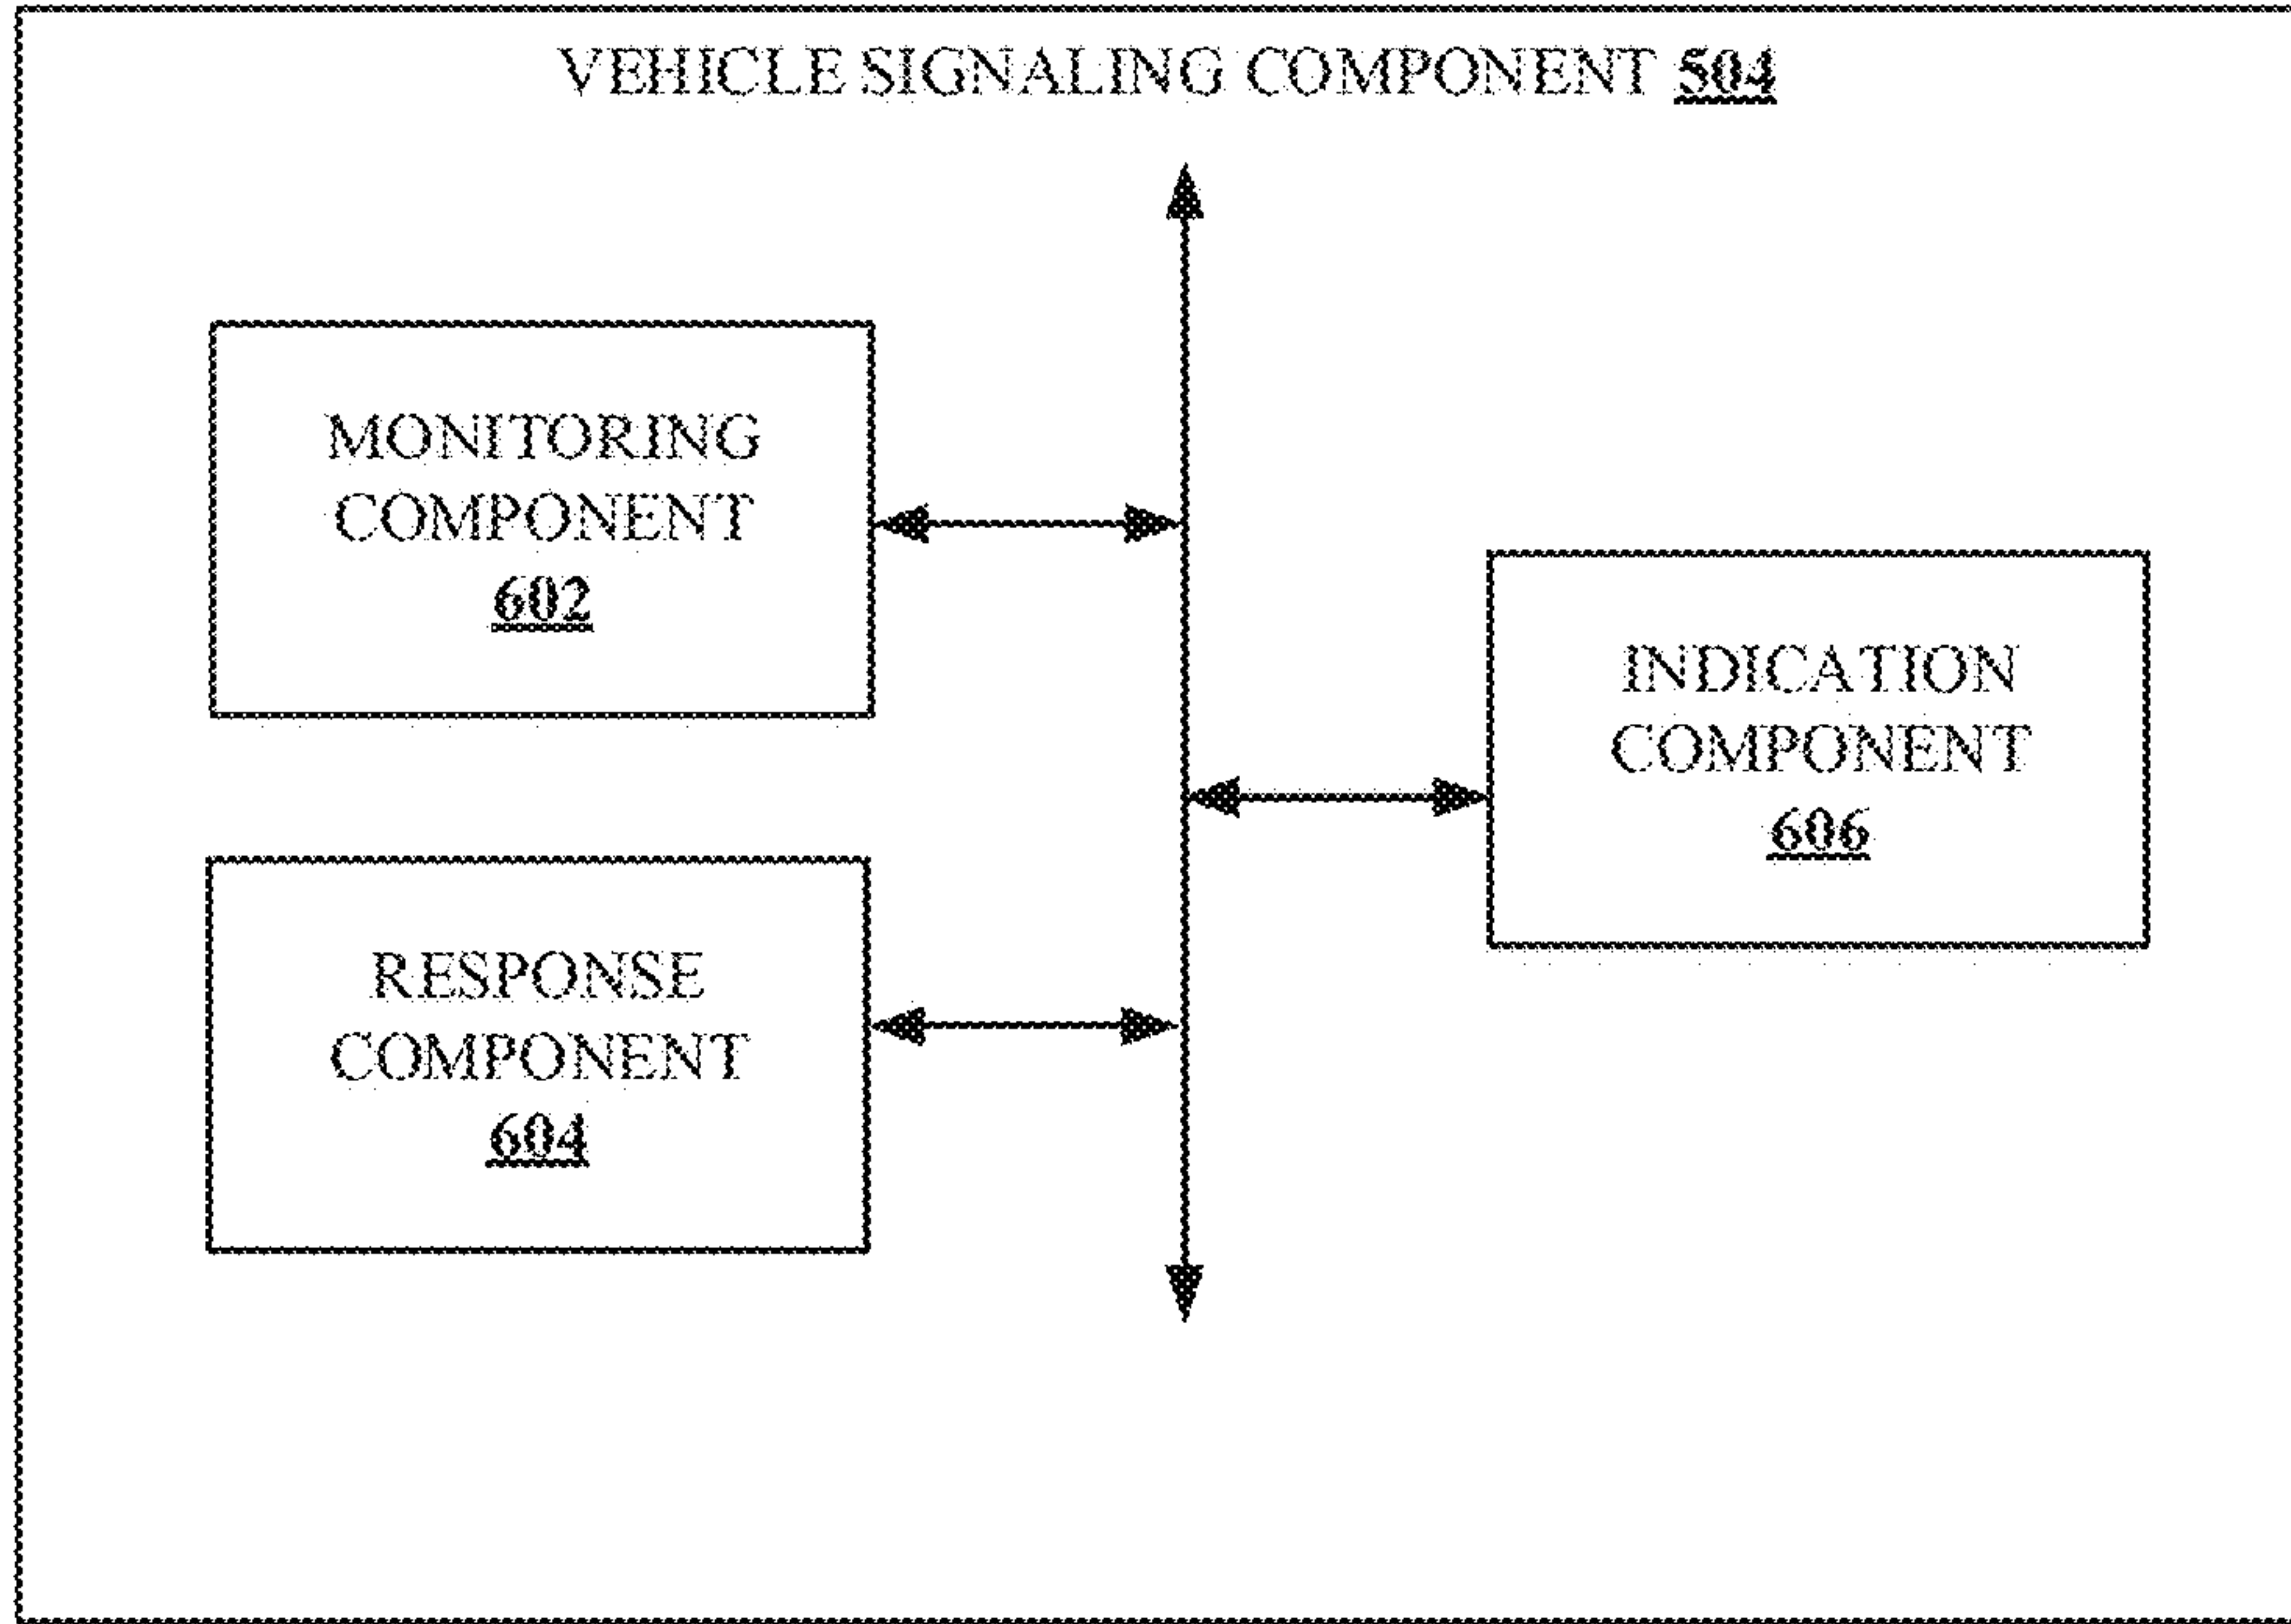 VEHICLE SIGNALING COMPONENT 504
MONITORING
COMPONENT
602
INDICATION
COMPONENT
606
RESPONSE
COMPONENT
604